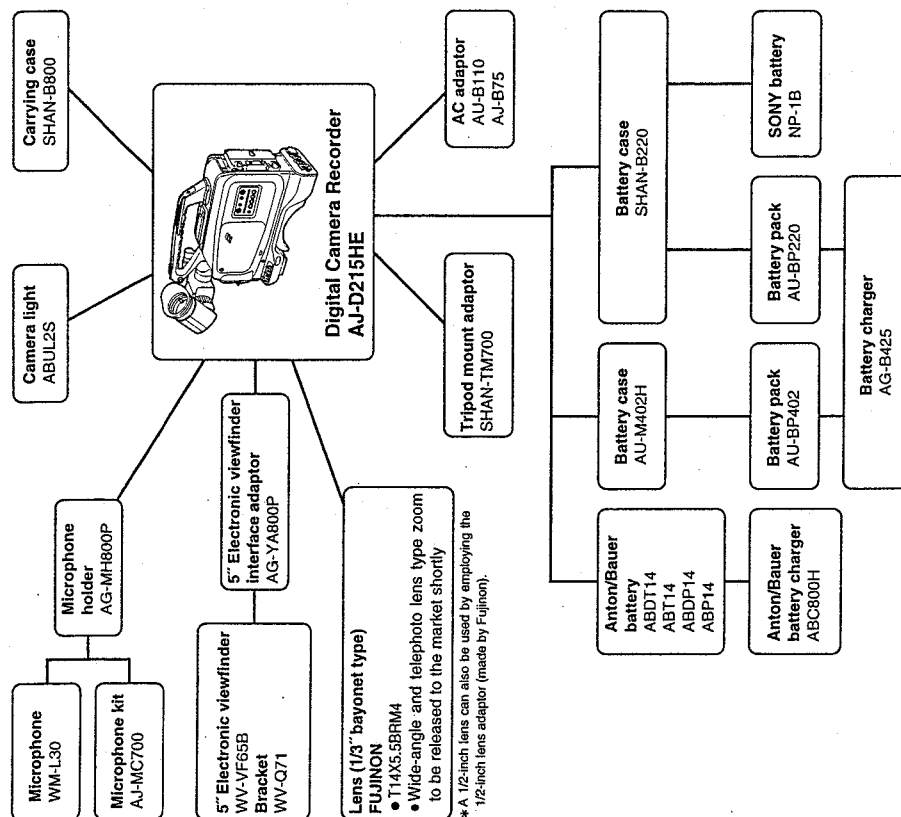 Microphone
WM-L30
Microphone kit
AJ-MC700
Microphone
holder
AG-MH800P
Camera light
ABUL2S
Carrying case
SHAN-B800
5″ Electronic viewfinder
WV-VF65B
Bracket
WV-Q71
5″ Electronic viewfinder
interface adaptor
AG-YA800P
Digital Camera Recorder
AJ-D215HE
Lens (1/3″ bayonet type)
FUJINON
● T14X5.5BRM4
● Wide-angle and telephoto lens type zoom
to be released to the market shortly
* A 1/2-inch lens can also be used by employing the
1/2-inch lens adaptor (made by Fujinon).
Tripod mount adaptor
SHAN-TM700
AC adaptor
AU-B110
AJ-B75
Anton/Bauer
battery
ABDT14
ABT14
ABDP14
ABP14
Battery case
AU-M402H
Battery case
SHAN-B220
Anton/Bauer
battery charger
ABC800H
Battery pack
AU-BP402
Battery pack
AU-BP220
SONY battery
NP-1B
Battery charger
AG-B425